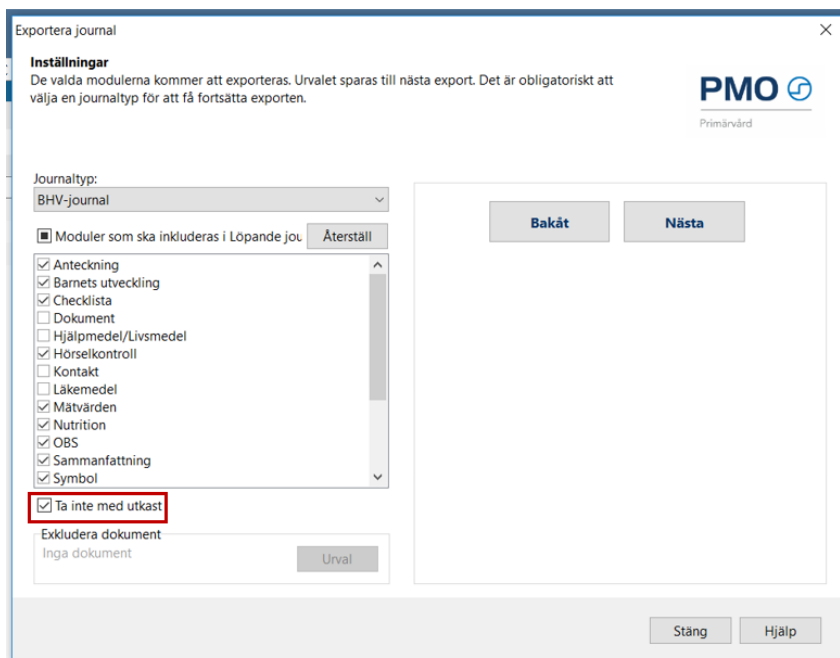 Exportera journal
Inställningar
De valda modulerna kommer att exporteras. Urvalet sparas till nästa export. Det är obligatoriskt att
välja en journaltyp för att få fortsätta exporten.
PMO
Primärvård
Journaltyp:
BHV-journal
Moduler som ska inkluderas i Löpande jou
Återställ
Anteckning
Barnets utveckling
Checklista
Dokument
Hjälpmedel/Livsmedel
Hörselkontroll
Kontakt
Läkemedel
Mätvärden
Nutrition
OBS
Sammanfattning
Symbol
Ta inte med utkast
Exkludera dokument
Inga dokument
Urval
Bakåt
Nästa
Stäng
Hjälp